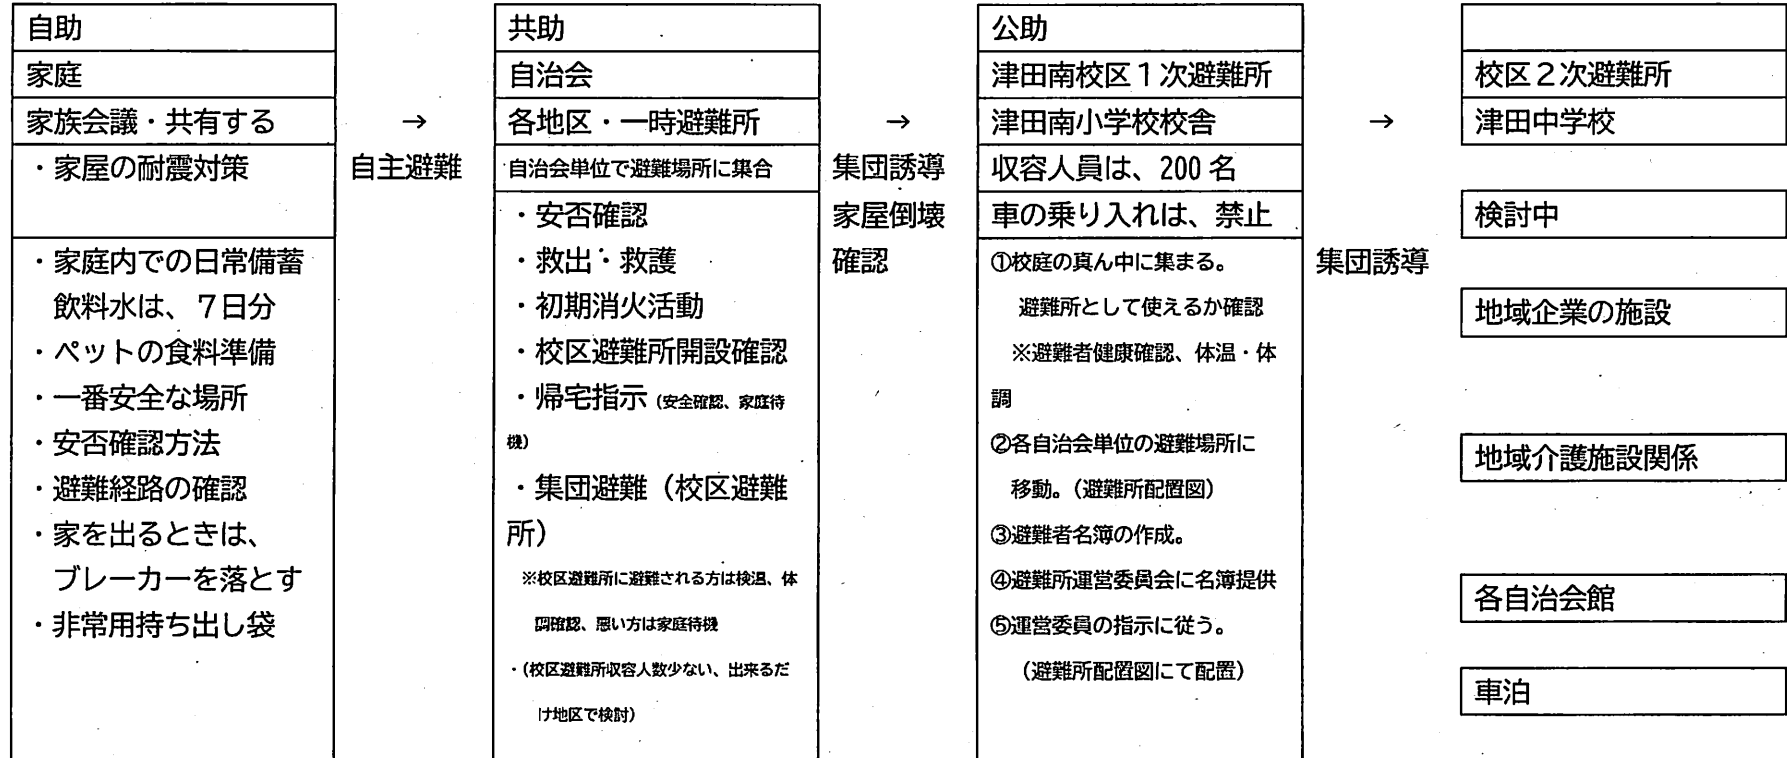 自助
家庭
家族会議・共有する
・家屋の耐震対策
・家庭内での日常備蓄
飲料水は、７日分
・ペットの食料準備
・一番安全な場所
・安否確認方法
・避難経路の確認
・家を出るときは、
ブレーカーを落とす
・非常用持ち出し袋
→
自主避難
共助
自治会
各地区・一時避難所
自治会単位で避難場所に集合
・安否確認
・救出・救護
・初期消火活動
・校区避難所開設確認
・帰宅指示（安全確認、家庭待
機）
・集団避難（校区避難
所）
※校区避難所に避難される方は検温、体
調確認、悪い方は家庭待機
・（校区避難所収容人数少ない、出来るだ
け地区で検討）
→
集団誘導
家屋倒壊
確認
公助
津田南校区１次避難所
津田南小学校校舎
収容人員は、200 名
車の乗り入れは、禁止
①校庭の真ん中に集まる。
避難所として使えるか確認
※避難者健康確認、体温・体
調
②各自治会単位の避難場所に
移動。（避難所配置図）
③避難者名簿の作成。
④避難所運営委員会に名簿提供
⑤運営委員の指示に従う。
（避難所配置図にて配置）
→
集団誘導
校区２次避難所
津田中学校
検討中
地域企業の施設
地域介護施設関係
各自治会館
車泊